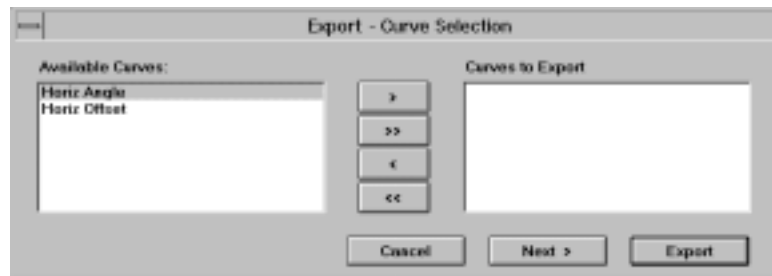 Export - Curve Selection
Available Curves:
Curves to Export
Horiz Angle
Horiz Offset
>
>>
<
<<
Cancel
Next >
Export